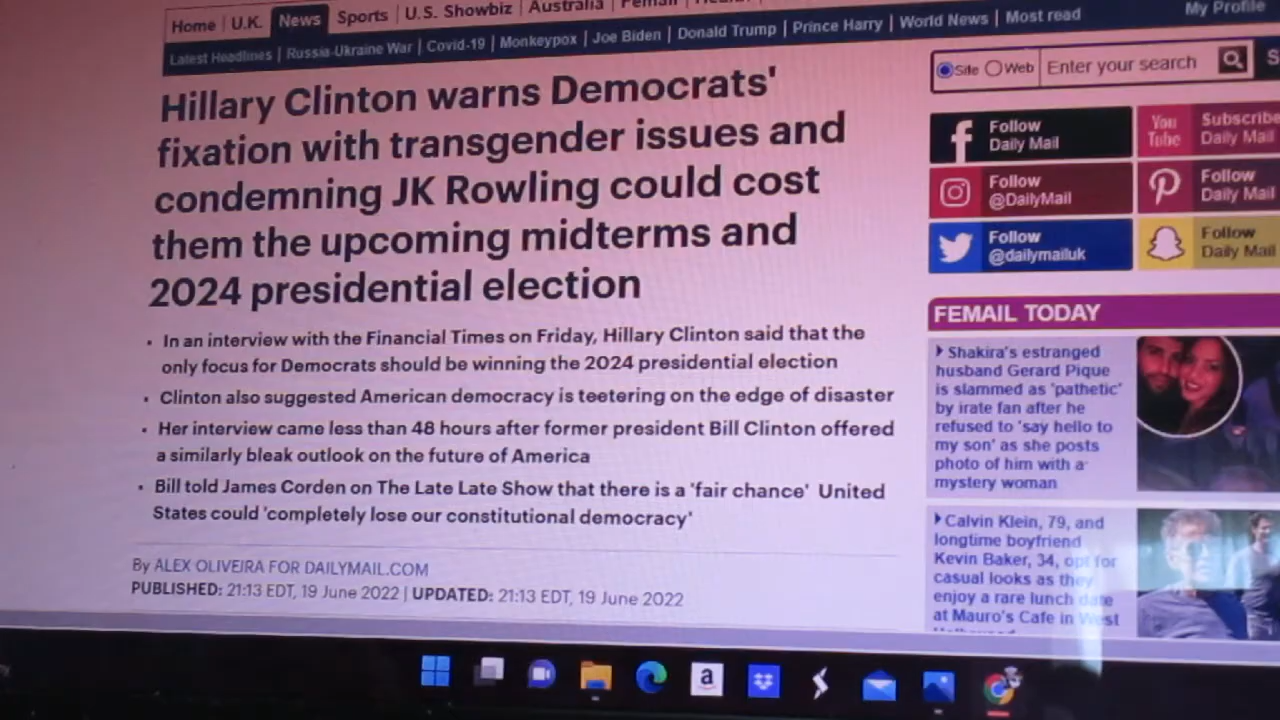 Home | U.K. | News | Sports | U.S. Showbiz | Australia | Femail |
Latest Headlines | Russia-Ukraine War | Covid-19 | Monkeypox | Joe Biden | Donald Trump | Prince Harry | World News | Most read
My Profile
Site Web Enter your search
Hillary Clinton warns Democrats'
fixation with transgender issues and
condemning JK Rowling could cost
them the upcoming midterms and
2024 presidential election
• In an interview with the Financial Times on Friday, Hillary Clinton said that the
only focus for Democrats should be winning the 2024 presidential election
• Clinton also suggested American democracy is teetering on the edge of disaster
• Her interview came less than 48 hours after former president Bill Clinton offered
a similarly bleak outlook on the future of America
• Bill told James Corden on The Late Late Show that there is a 'fair chance' United
States could 'completely lose our constitutional democracy'
By ALEX OLIVEIRA FOR DAILYMAIL.COM
PUBLISHED: 21:13 EDT, 19 June 2022 | UPDATED: 21:13 EDT, 19 June 2022
Follow
Daily Mail
You
Tube
Subscribe
Daily Mail
Follow
@DailyMail
Follow
Daily Mail
Follow
@dailymailuk
Follow
Daily Mail
FEMAIL TODAY
Shakira's estranged
husband Gerard Pique
is slammed as 'pathetic'
by irate fan after he
refused to 'say hello to
my son' as she posts
photo of him with a
mystery woman
Calvin Klein, 79, and
longtime boyfriend
Kevin Baker, 34, opt for
casual looks as they
enjoy a rare lunch date
at Mauro's Cafe in West
a